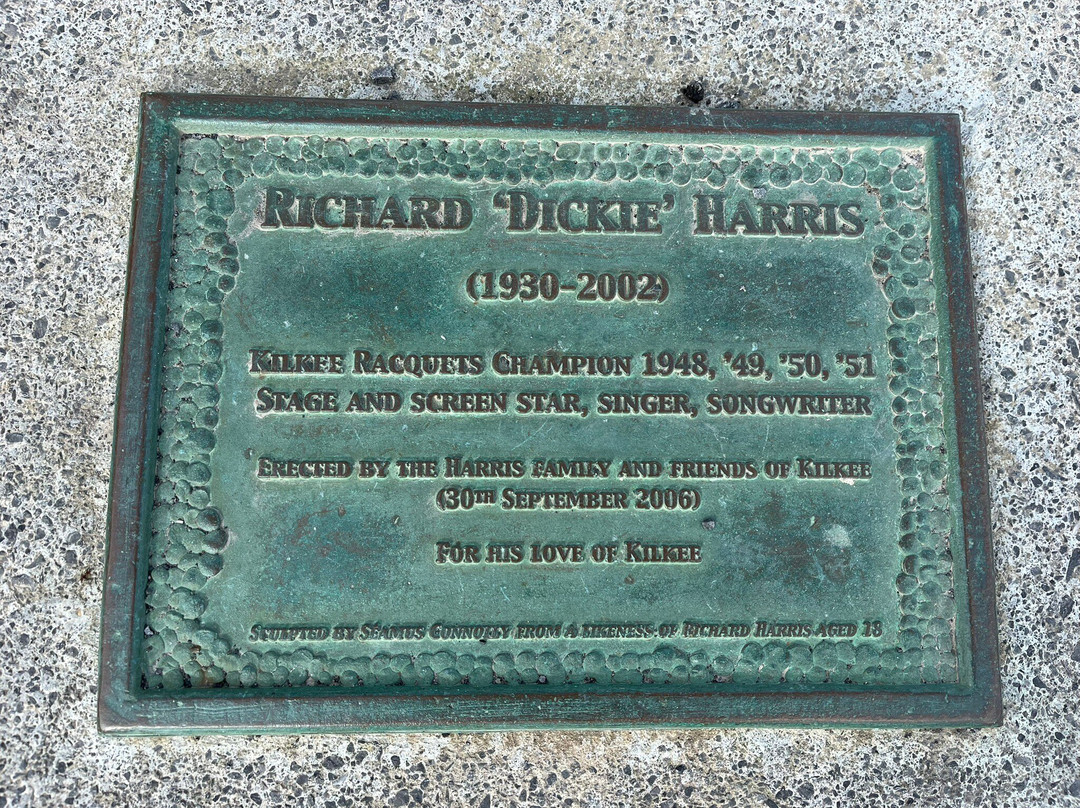 Richard ‘Dickie’ Harris
(1930–2002)
Kilkee Racquets Champion 1948, ’49, ’50, ’51
Stage and screen star, singer, songwriter
Erected by the Harris family and friends of Kilkee
(30th September 2006)
For his love of Kilkee
Sculpted by Séamus Connolly from a likeness of Richard Harris aged 18